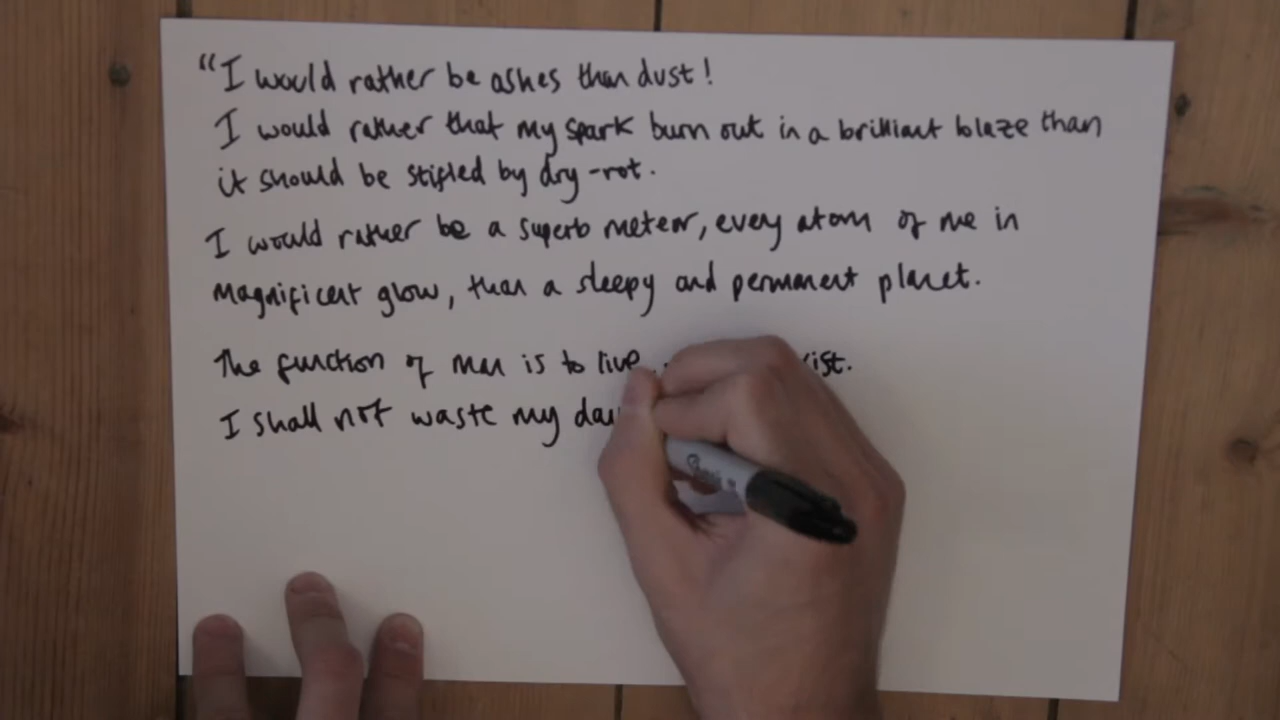 “I would rather be ashes than dust!
I would rather that my spark burn out in a brilliant blaze than
it should be stifled by dry-rot.
I would rather be a superb meteor, every atom of me in
magnificent glow, than a sleepy and permanent planet.
The function of man is to live
I shall not waste my